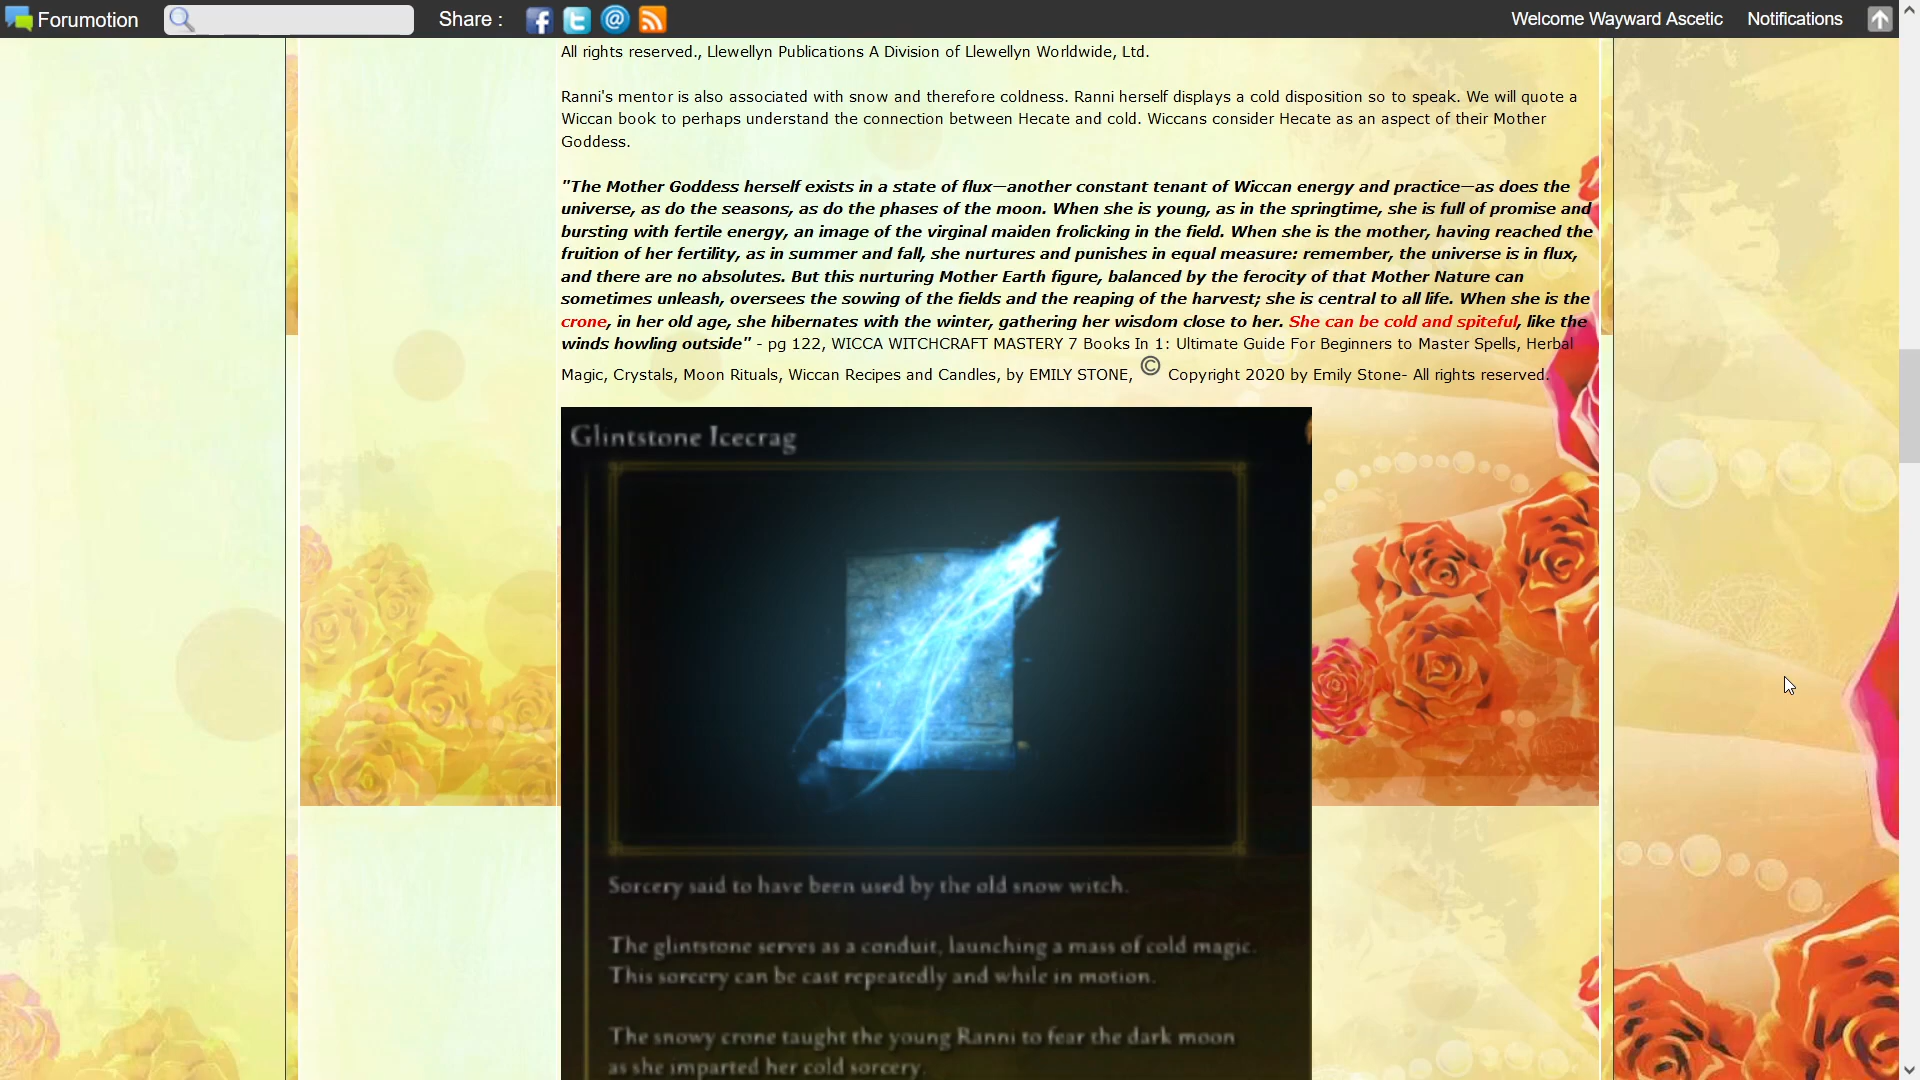 Forumotion
Share :
Welcome Wayward Ascetic
Notifications
All rights reserved., Llewellyn Publications A Division of Llewellyn Worldwide, Ltd.
Ranni's mentor is also associated with snow and therefore coldness. Ranni herself displays a cold disposition so to speak. We will quote a
Wiccan book to perhaps understand the connection between Hecate and cold. Wiccans consider Hecate as an aspect of their Mother
Goddess.
"The Mother Goddess herself exists in a state of flux—another constant tenant of Wiccan energy and practice—as does the
universe, as do the seasons, as do the phases of the moon. When she is young, as in the springtime, she is full of promise and
bursting with fertile energy, an image of the virginal maiden frolicking in the field. When she is the mother, having reached the
fruition of her fertility, as in summer and fall, she nurtures and punishes in equal measure: remember, the universe is in flux,
and there are no absolutes. But this nurturing Mother Earth figure, balanced by the ferocity of that Mother Nature can
sometimes unleash, oversees the sowing of the fields and the reaping of the harvest; she is central to all life. When she is the
crone, in her old age, she hibernates with the winter, gathering her wisdom close to her. She can be cold and spiteful, like the
winds howling outside" - pg 122, WICCA WITCHCRAFT MASTERY 7 Books In 1: Ultimate Guide For Beginners to Master Spells, Herbal
Magic, Crystals, Moon Rituals, Wiccan Recipes and Candles, by EMILY STONE, © Copyright 2020 by Emily Stone- All rights reserved.
Glintstone Icecrag
Sorcery said to have been used by the old snow witch.
The glintstone serves as a conduit, launching a mass of cold magic.
This sorcery can be cast repeatedly and while in motion.
The snowy crone taught the young Ranni to fear the dark moon
as she imparted her cold sorcery.